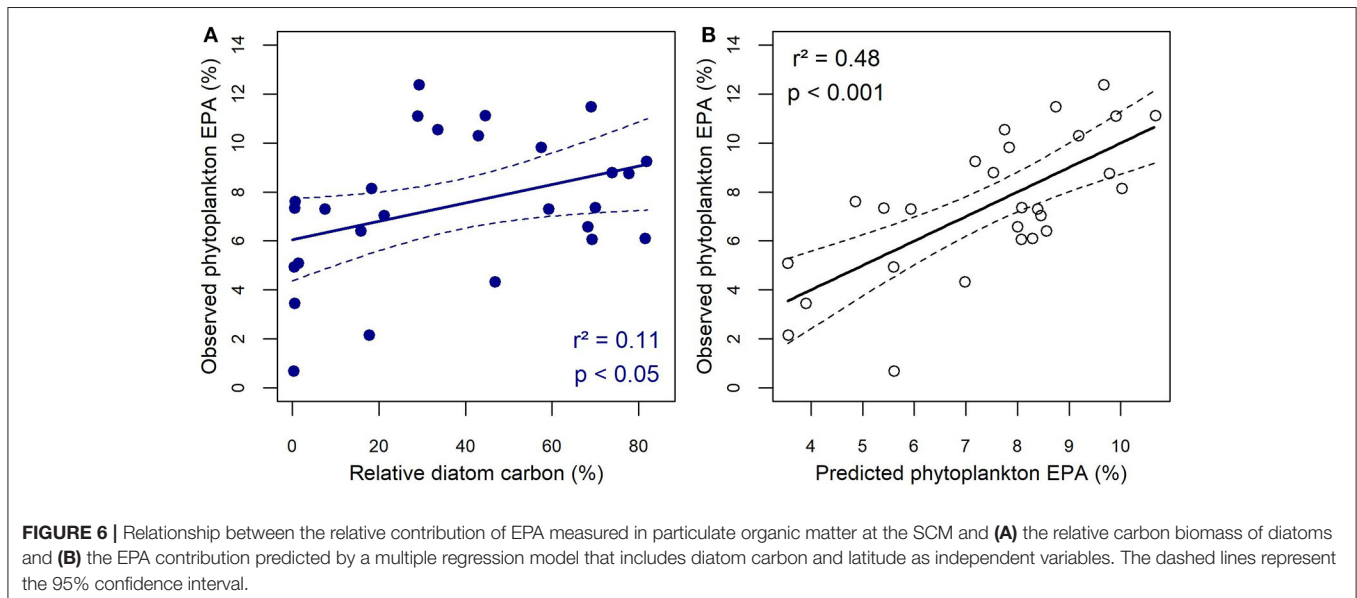 A
14
12
10
8
6
4
2
0
Observed phytoplankton EPA (%)
r² = 0.11
p < 0.05
0 20 40 60 80
Relative diatom carbon (%)
B
14
12
10
8
6
4
2
0
Observed phytoplankton EPA (%)
r² = 0.48
p < 0.001
4 5 6 7 8 9 10
Predicted phytoplankton EPA (%)
FIGURE 6 | Relationship between the relative contribution of EPA measured in particulate organic matter at the SCM and (A) the relative carbon biomass of diatoms
and (B) the EPA contribution predicted by a multiple regression model that includes diatom carbon and latitude as independent variables. The dashed lines represent
the 95% confidence interval.